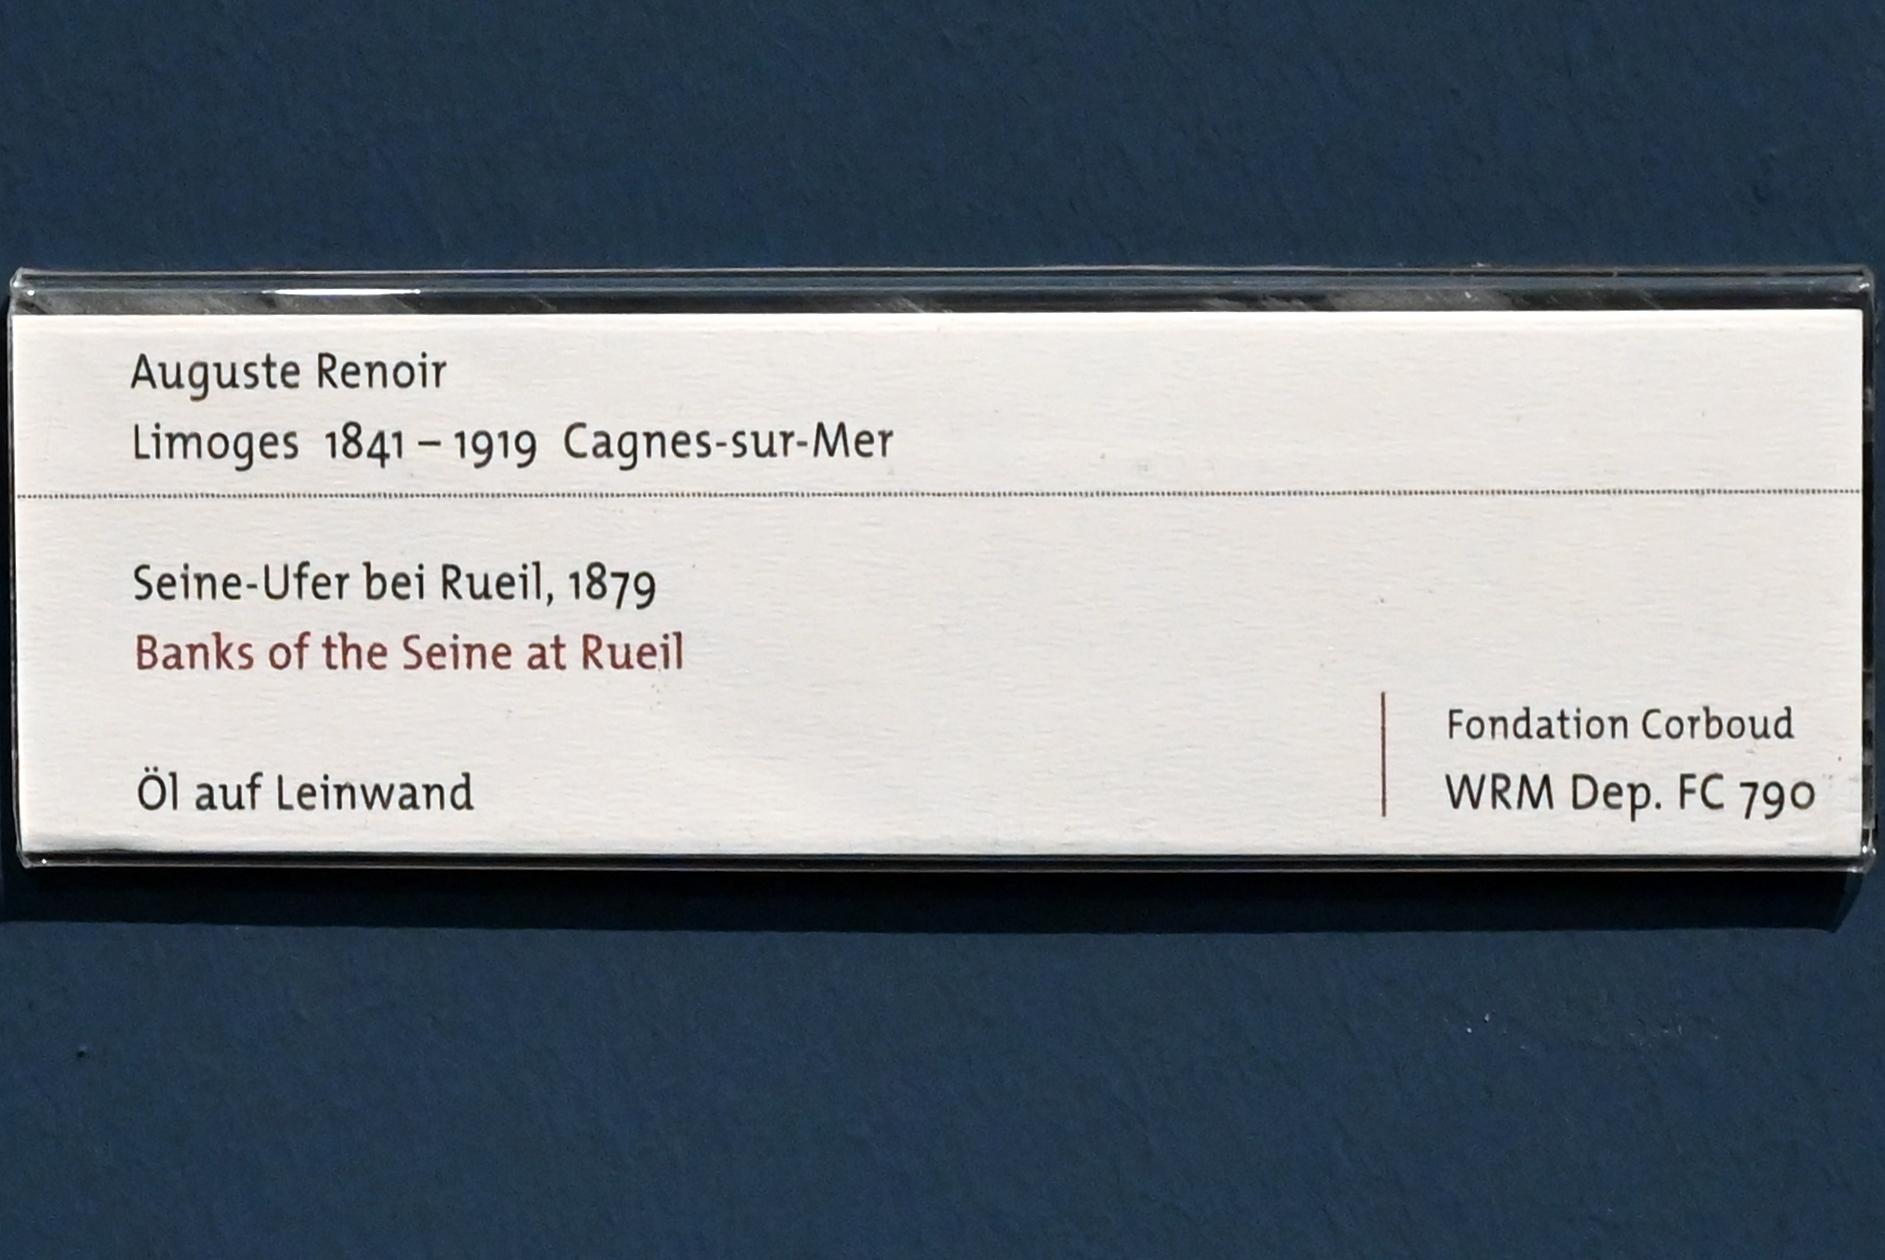 Auguste Renoir
Limoges 1841 – 1919 Cagnes-sur-Mer
Seine-Ufer bei Rueil, 1879
Banks of the Seine at Rueil
Öl auf Leinwand
Fondation Corboud
WRM Dep. FC 790